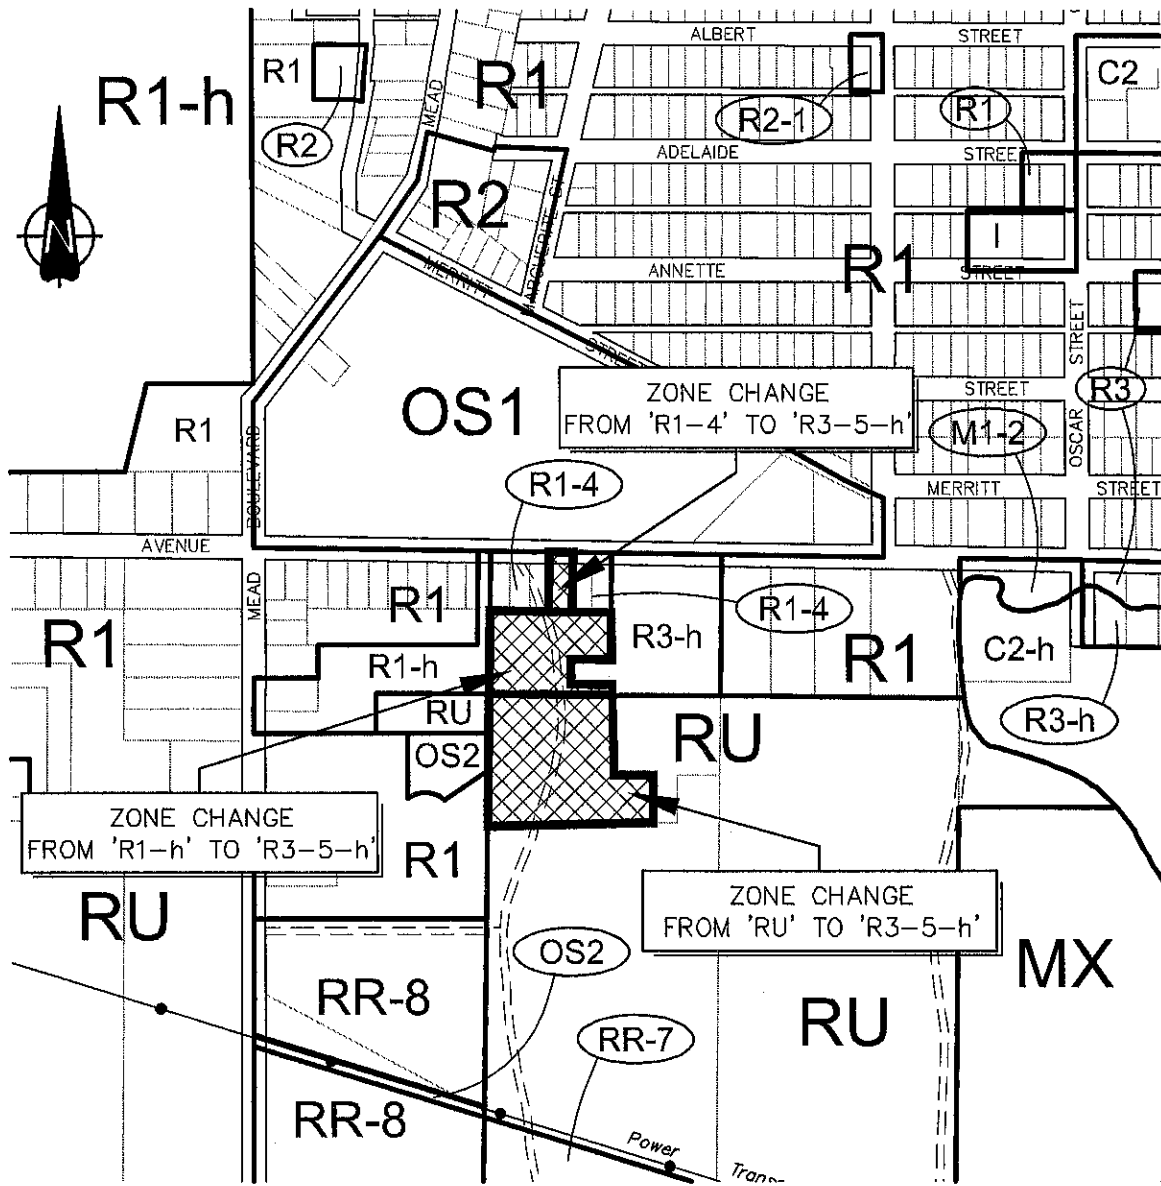 ALBERT STREET
R1
R1
C2
R1-h
MEAD
R2-1
R1
R2
ADELAIDE STREET
R2
MARGUERITE ST
N
I
MERRITT STREET
ANNETTE STREET
R1
STREET
ZONE CHANGE
FROM 'R1-4' TO 'R3-5-h'
STREET
R3
OS1
R1
M1-2
OSCAR STREET
R1-4
MERRITT STREET
BOULEVARD
AVENUE
MEAD
R1
R1-4
R1
R3-h
R1
C2-h
R1-h
RU
R3-h
RU
OS2
ZONE CHANGE
FROM 'R1-h' TO 'R3-5-h'
R1
ZONE CHANGE
FROM 'RU' TO 'R3-5-h'
RU
OS2
MX
RR-8
RU
RR-7
RR-8
Power